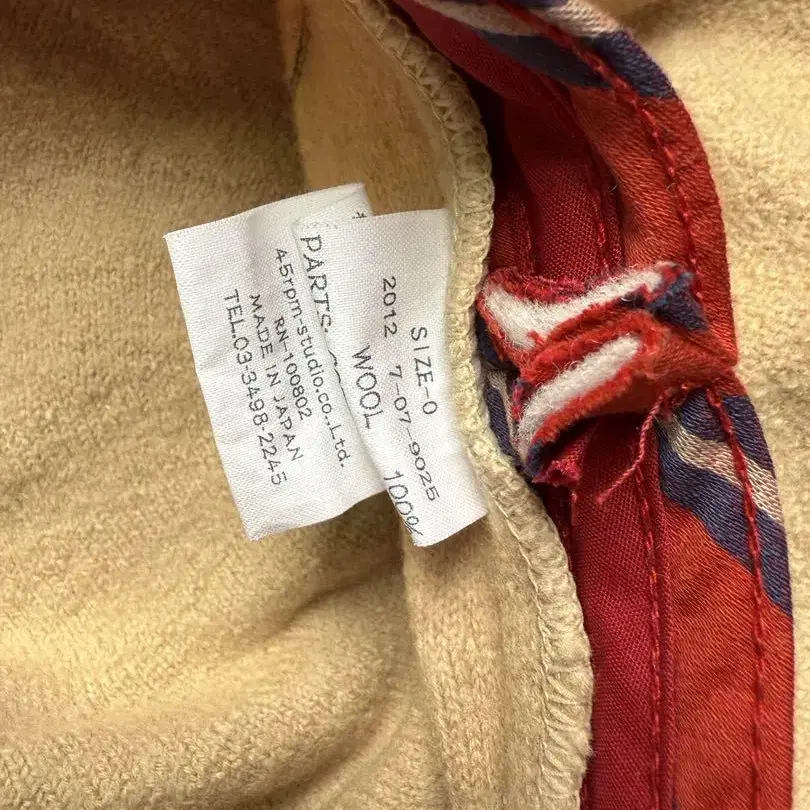 SIZE-0
2012 7-07-9025
WOOL 100%
PARTS
45rpm-studio.co.,Ltd.
RN-100802
MADE IN JAPAN
TEL.03-3498-2245